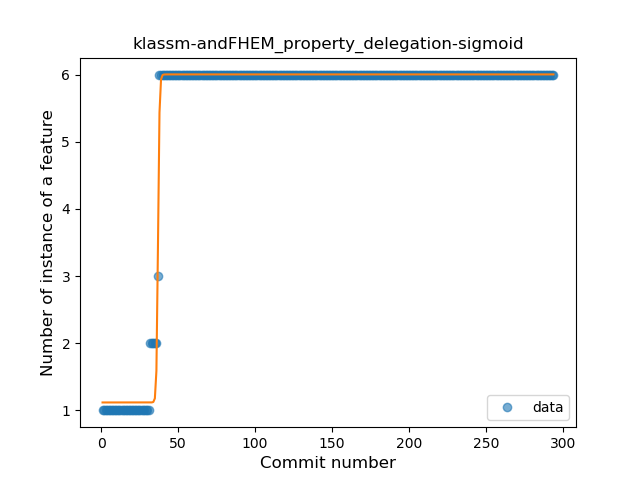 klassm-andFHEM_property_delegation-sigmoid
Number of instance of a feature
6
5
4
3
2
1
data
0 50 100 150 200 250 300
Commit number